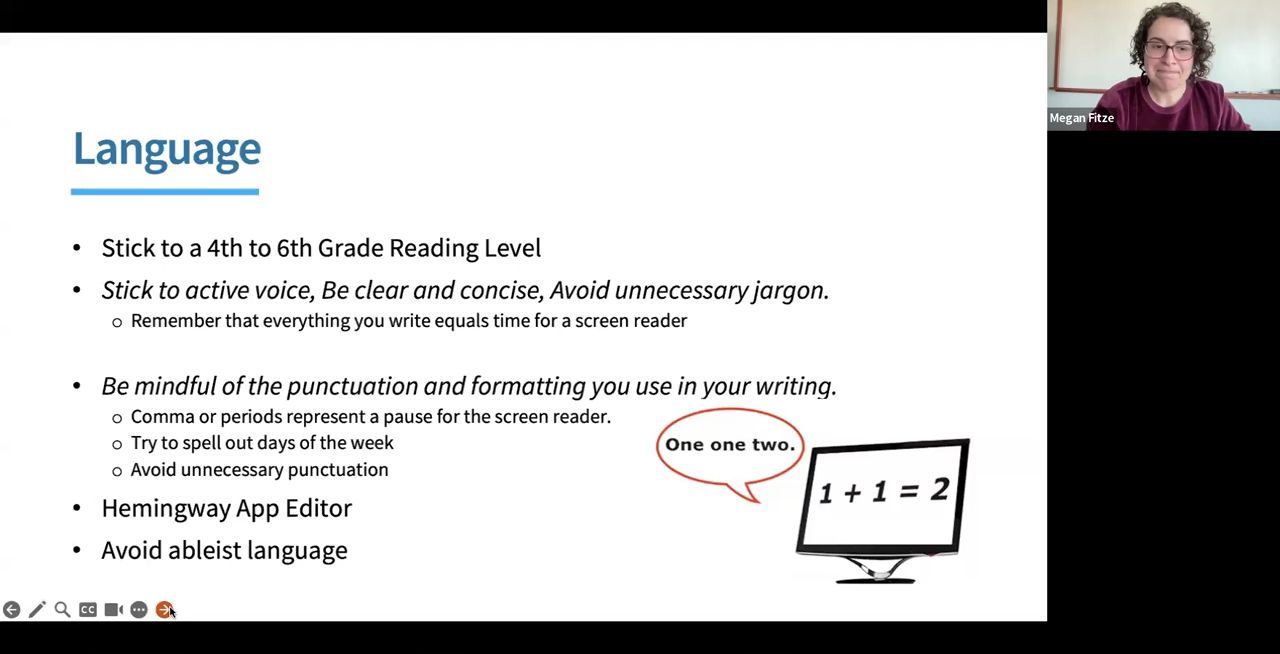 Language
• Stick to a 4th to 6th Grade Reading Level
• Stick to active voice, Be clear and concise, Avoid unnecessary jargon.
o Remember that everything you write equals time for a screen reader
• Be mindful of the punctuation and formatting you use in your writing.
o Comma or periods represent a pause for the screen reader.
o Try to spell out days of the week
o Avoid unnecessary punctuation
• Hemingway App Editor
• Avoid ableist language
One one two.
1 + 1 = 2
CC
Megan Fitze